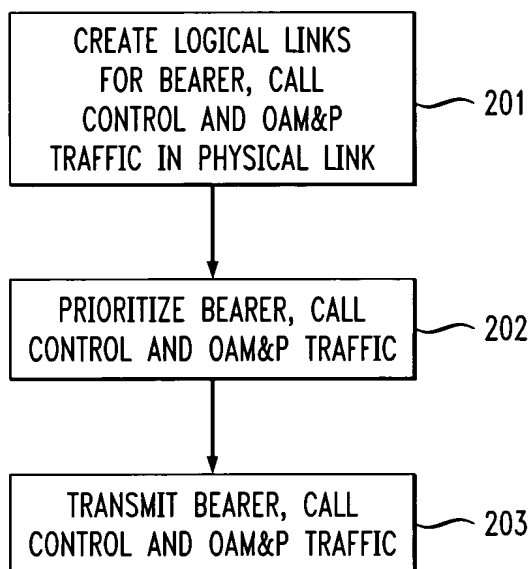 CREATE LOGICAL LINKS
FOR BEARER, CALL
CONTROL AND OAM&P
TRAFFIC IN PHYSICAL LINK
201
PRIORITIZE BEARER, CALL
CONTROL AND OAM&P TRAFFIC
202
TRANSMIT BEARER, CALL
CONTROL AND OAM&P TRAFFIC
203